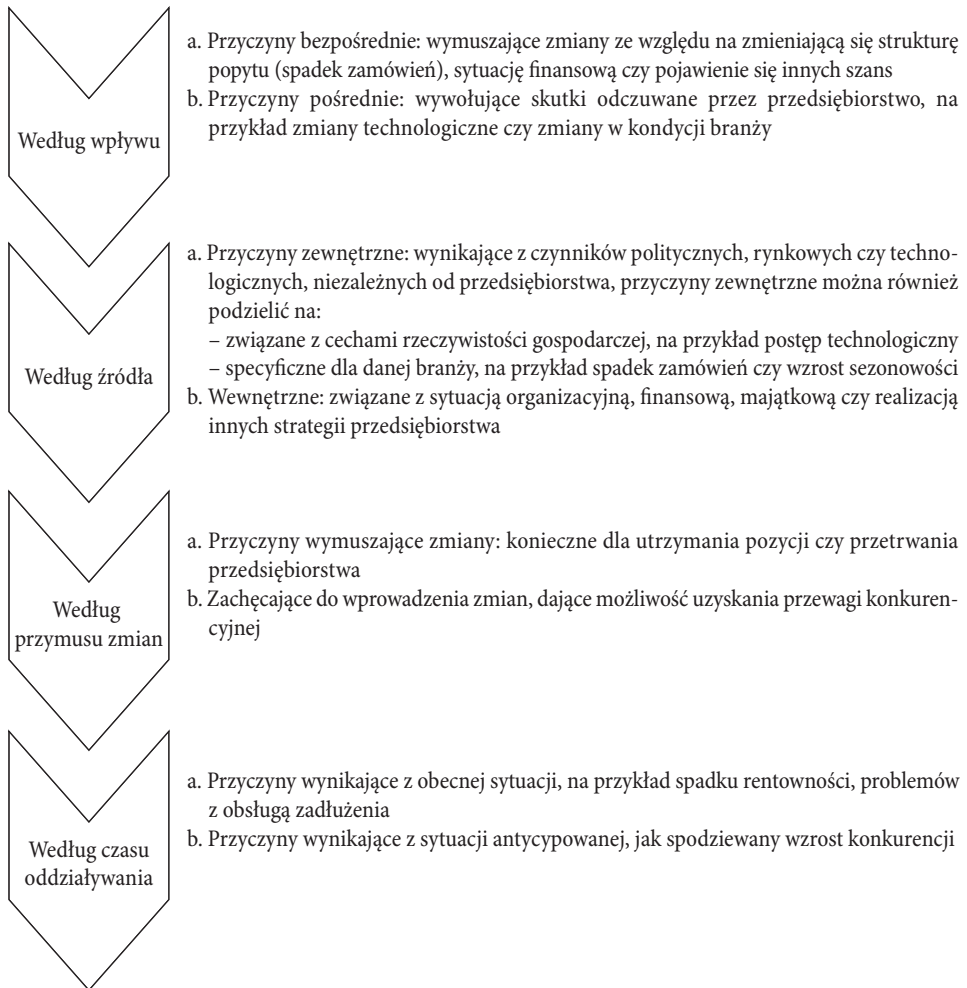 a. Przyczyny bezpośrednie: wymuszające zmiany ze względu na zmieniającą się strukturę
popytu (spadek zamówień), sytuację finansową czy pojawienie się innych szans
b. Przyczyny pośrednie: wywołujące skutki odczuwane przez przedsiębiorstwo, na
przykład zmiany technologiczne czy zmiany w kondycji branży
Według wpływu
a. Przyczyny zewnętrzne: wynikające z czynników politycznych, rynkowych czy techno-
logicznych, niezależnych od przedsiębiorstwa, przyczyny zewnętrzne można również
podzielić na:
– związane z cechami rzeczywistości gospodarczej, na przykład postęp technologiczny
– specyficzne dla danej branży, na przykład spadek zamówień czy wzrost sezonowości
b. Wewnętrzne: związane z sytuacją organizacyjną, finansową, majątkową czy realizacją
innych strategii przedsiębiorstwa
Według źródła
a. Przyczyny wymuszające zmiany: konieczne dla utrzymania pozycji czy przetrwania
przedsiębiorstwa
b. Zachęcające do wprowadzenia zmian, dające możliwość uzyskania przewagi konkuren-
cyjnej
Według
przymusu zmian
a. Przyczyny wynikające z obecnej sytuacji, na przykład spadku rentowności, problemów
z obsługą zadłużenia
b. Przyczyny wynikające z sytuacji antycypowanej, jak spodziewany wzrost konkurencji
Według czasu
oddziaływania